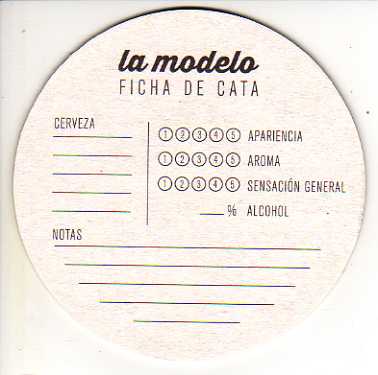 la modelo
FICHA DE CATA
CERVEZA
1 2 3 4 5 APARIENCIA
1 2 3 4 5 AROMA
1 2 3 4 5 SENSACIÓN GENERAL
% ALCOHOL
NOTAS